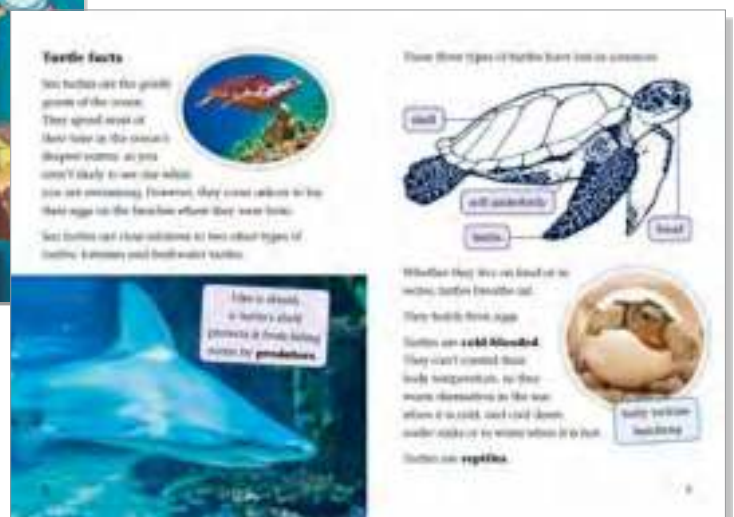 Turtle facts
Sea turtles are the gentle
giants of the ocean.
They spend most of
their time in the ocean's
deepest waters, so you
aren't likely to see one when
you are swimming. However, they come ashore to lay
their eggs on the beaches where they were born.
Sea turtles are close relatives to two other types of
turtles: tortoises and freshwater turtles.
Like a shield,
a turtle's shell
protects it from being
eaten by predators.
These three types of turtles have lots in common.
shell
soft underbelly
head
Whether they live on land or in
water, turtles breathe air.
They hatch from eggs.
Turtles are cold-blooded.
They can't control their
body temperature, so they
warm themselves in the sun
when it is cold, and cool down
under rocks or in water when it is hot.
baby tortoise
hatching
Turtles are reptiles.